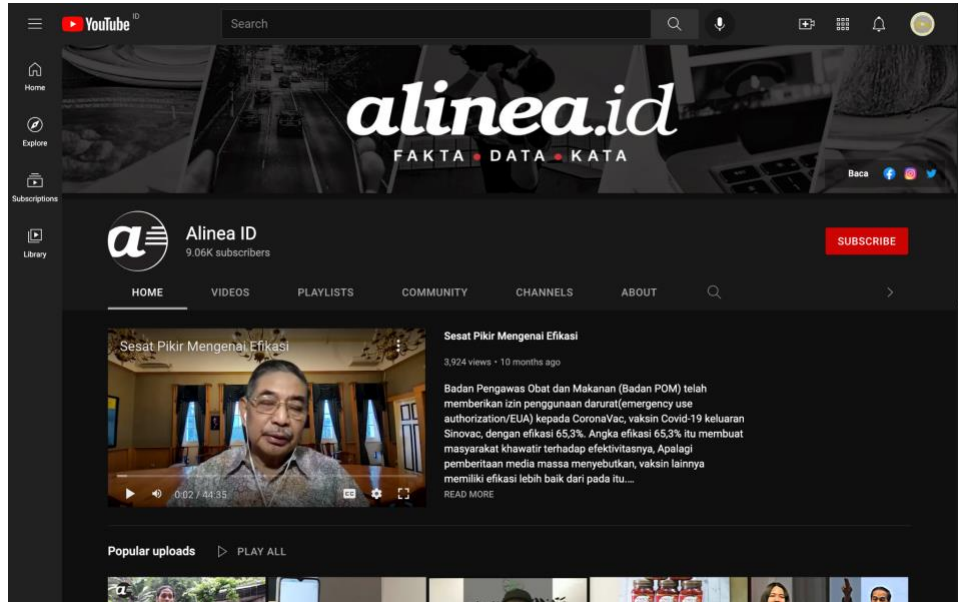 YouTube ID
Search
Home
Explore
Subscriptions
Library
alinea.id
FAKTA • DATA • KATA
Baca
a
Alinea ID
9.06K subscribers
SUBSCRIBE
HOME VIDEOS PLAYLISTS COMMUNITY CHANNELS ABOUT
Sesat Pikir Mengenai Efikasi
0:02 / 44:35
CC
Sesat Pikir Mengenai Efikasi
3,924 views • 10 months ago
Badan Pengawas Obat dan Makanan (Badan POM) telah
memberikan izin penggunaan darurat(emergency use
authorization/EUA) kepada CoronaVac, vaksin Covid-19 keluaran
Sinovac, dengan efikasi 65,3%. Angka efikasi 65,3% itu membuat
masyarakat khawatir terhadap efektivitasnya, Apalagi
pemberitaan media massa menyebutkan, vaksin lainnya
memiliki efikasi lebih baik dari pada itu....
READ MORE
Popular uploads PLAY ALL
a